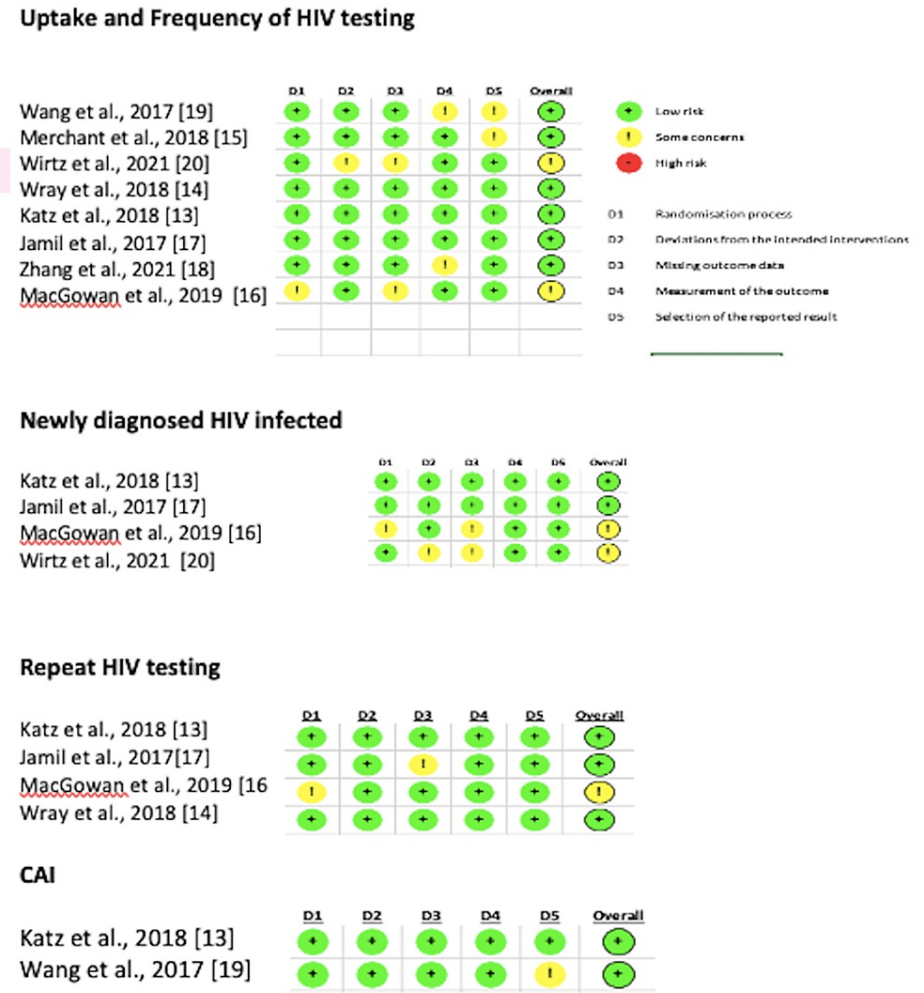 Uptake and Frequency of HIV testing
D1 D2 D3 D4 D5 Overall
Wang et al., 2017 [19] + + + ! ! +
Merchant et al., 2018 [15] + + + + ! +
Wirtz et al., 2021 [20] + ! ! + + !
Wray et al., 2018 [14] + + + + + +
Katz et al., 2018 [13] + + + + + +
Jamil et al., 2017 [17] + + + + + +
Zhang et al., 2021 [18] + + + ! + +
MacGowan et al., 2019 [16] ! + ! + + !
+ Low risk
! Some concerns
- High risk
D1 Randomisation process
D2 Deviations from the intended interventions
D3 Missing outcome data
D4 Measurement of the outcome
D5 Selection of the reported result
Newly diagnosed HIV infected
D1 D2 D3 D4 D5 Overall
Katz et al., 2018 [13] + + + + + +
Jamil et al., 2017 [17] + + + + + +
MacGowan et al., 2019 [16] ! + ! + + !
Wirtz et al., 2021 [20] + ! ! + + !
Repeat HIV testing
D1 D2 D3 D4 D5 Overall
Katz et al., 2018 [13] + + + + + +
Jamil et al., 2017[17] + + ! + + +
MacGowan et al., 2019 [16 ! + + + + !
Wray et al., 2018 [14] + + + + + +
CAI
D1 D2 D3 D4 D5 Overall
Katz et al., 2018 [13] + + + + + +
Wang et al., 2017 [19] + + + + ! +